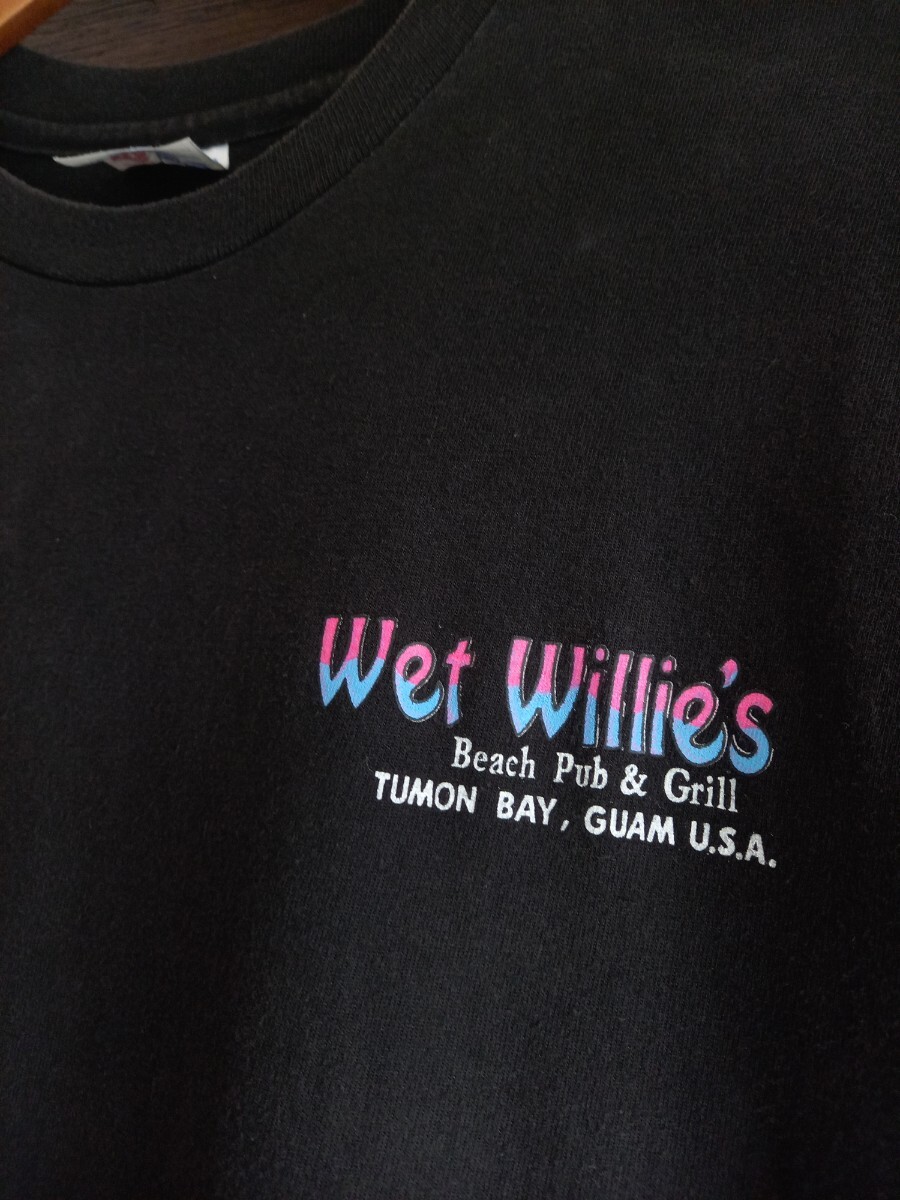 Wet Willie's
Beach Pub & Grill
TUMON BAY, GUAM U.S.A.